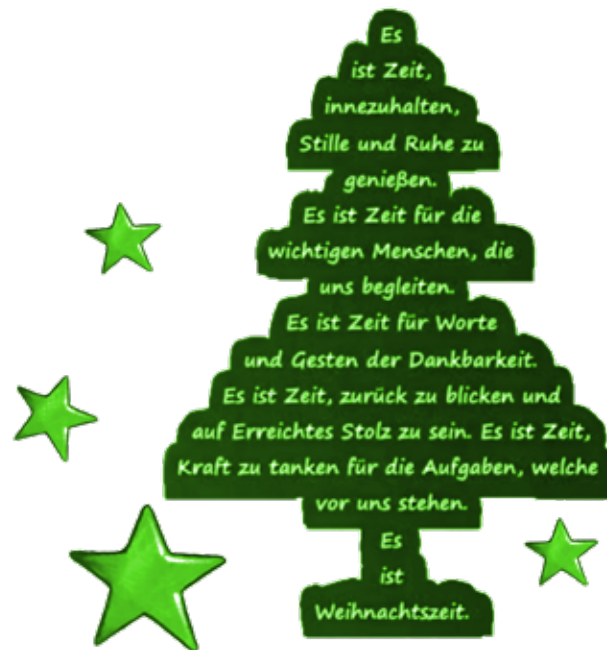 Es
ist Zeit,
innezuhalten,
Stille und Ruhe zu
genießen.
Es ist Zeit für die
wichtigen Menschen, die
uns begleiten.
Es ist Zeit für Worte
und Gesten der Dankbarkeit.
Es ist Zeit, zurück zu blicken und
auf Erreichtes Stolz zu sein. Es ist Zeit,
Kraft zu tanken für die Aufgaben, welche
vor uns stehen.
Es
ist
Weihnachtszeit.